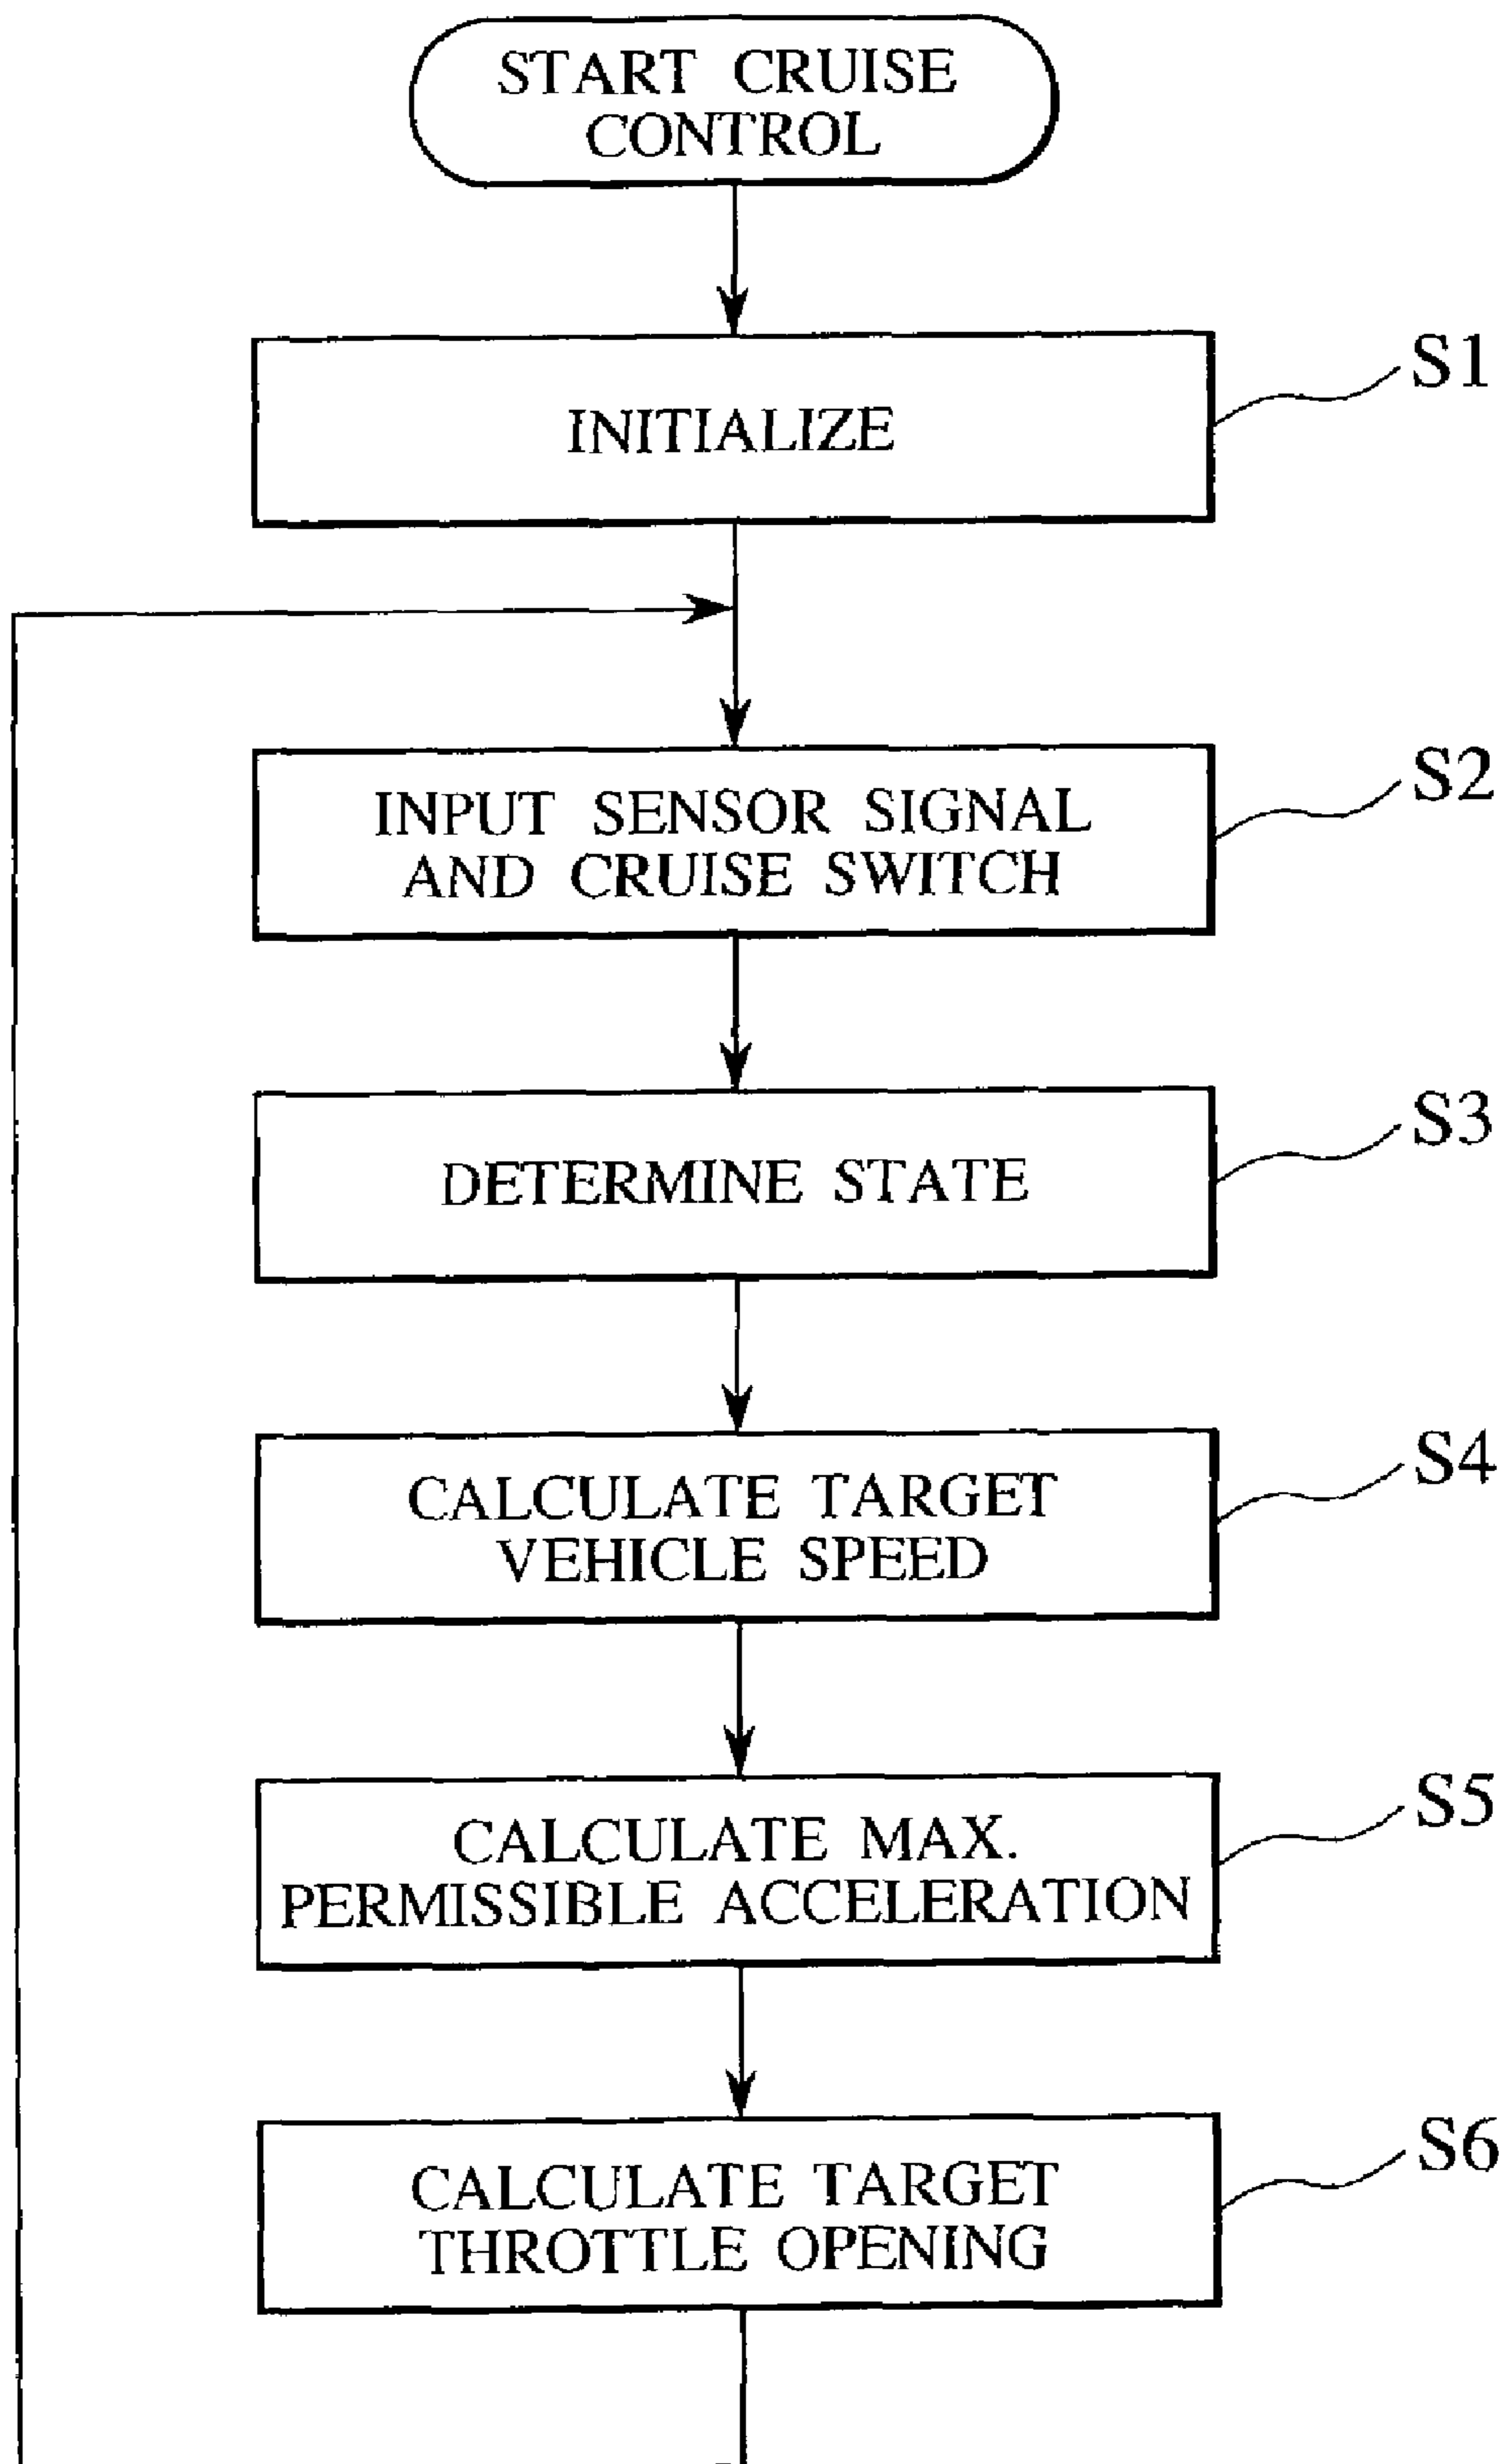 START CRUISE
CONTROL
INITIALIZE
S1
INPUT SENSOR SIGNAL
AND CRUISE SWITCH
S2
DETERMINE STATE
S3
CALCULATE TARGET
VEHICLE SPEED
S4
CALCULATE MAX.
PERMISSIBLE ACCELERATION
S5
CALCULATE TARGET
THROTTLE OPENING
S6